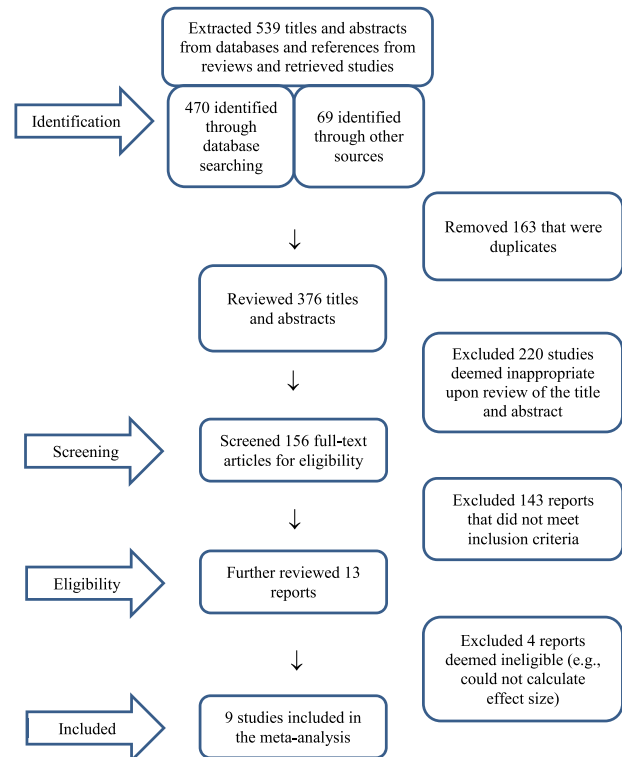 Extracted 539 titles and abstracts
from databases and references from
reviews and retrieved studies
Identification
470 identified
through
database
searching
69 identified
through other
sources
↓
Removed 163 that were
duplicates
Reviewed 376 titles
and abstracts
↓
Excluded 220 studies
deemed inappropriate
upon review of the title
and abstract
Screening
Screened 156 full-text
articles for eligibility
↓
Excluded 143 reports
that did not meet
inclusion criteria
Eligibility
Further reviewed 13
reports
↓
Excluded 4 reports
deemed ineligible (e.g.,
could not calculate
effect size)
Included
9 studies included in
the meta-analysis